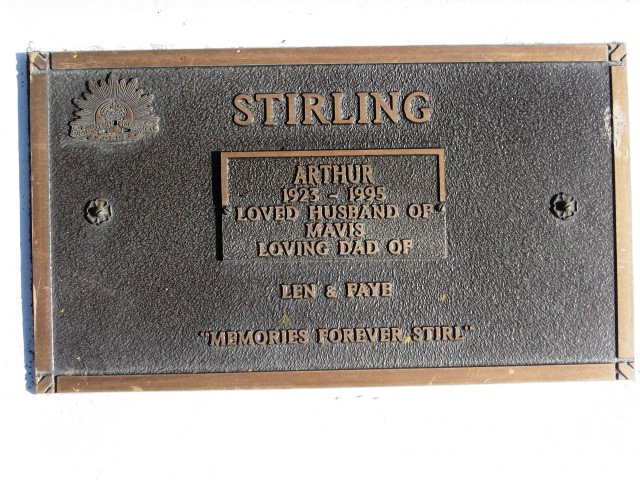 STIRLING
ARTHUR
1923 - 1995
LOVED HUSBAND OF
MAVIS
LOVING DAD OF
LEN & FAYE
"MEMORIES FOREVER STIRL"